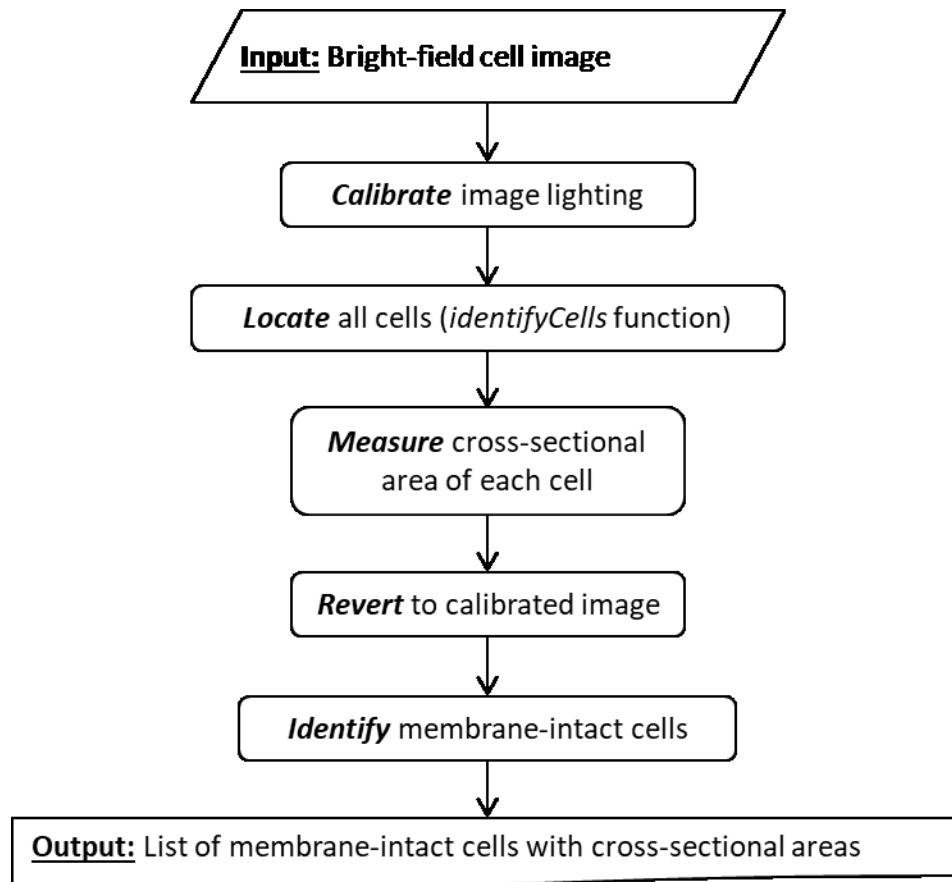 Input: Bright-field cell image
Calibrate image lighting
Locate all cells (identifyCells function)
Measure cross-sectional
area of each cell
Revert to calibrated image
Identify membrane-intact cells
Output: List of membrane-intact cells with cross-sectional areas